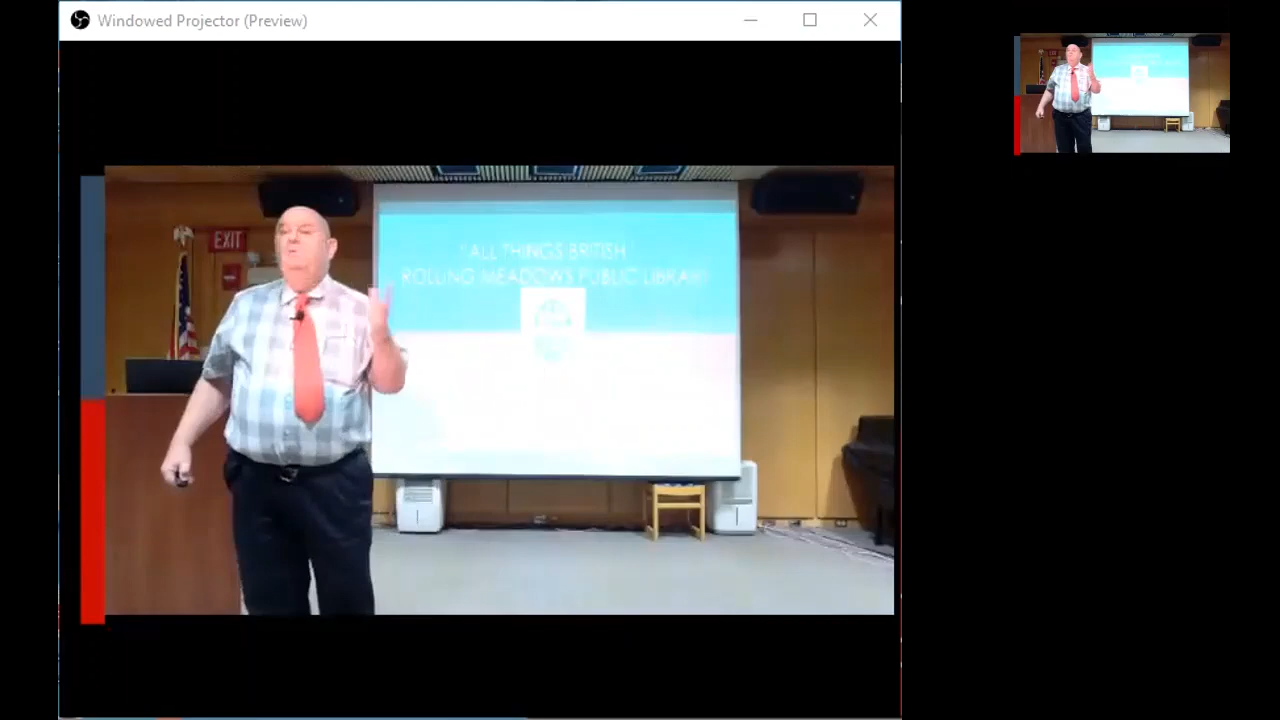 Windowed Projector (Preview)
EXIT
"ALL THINGS BRITISH
ROLLING MEADOWS PUBLIC LIBRARY